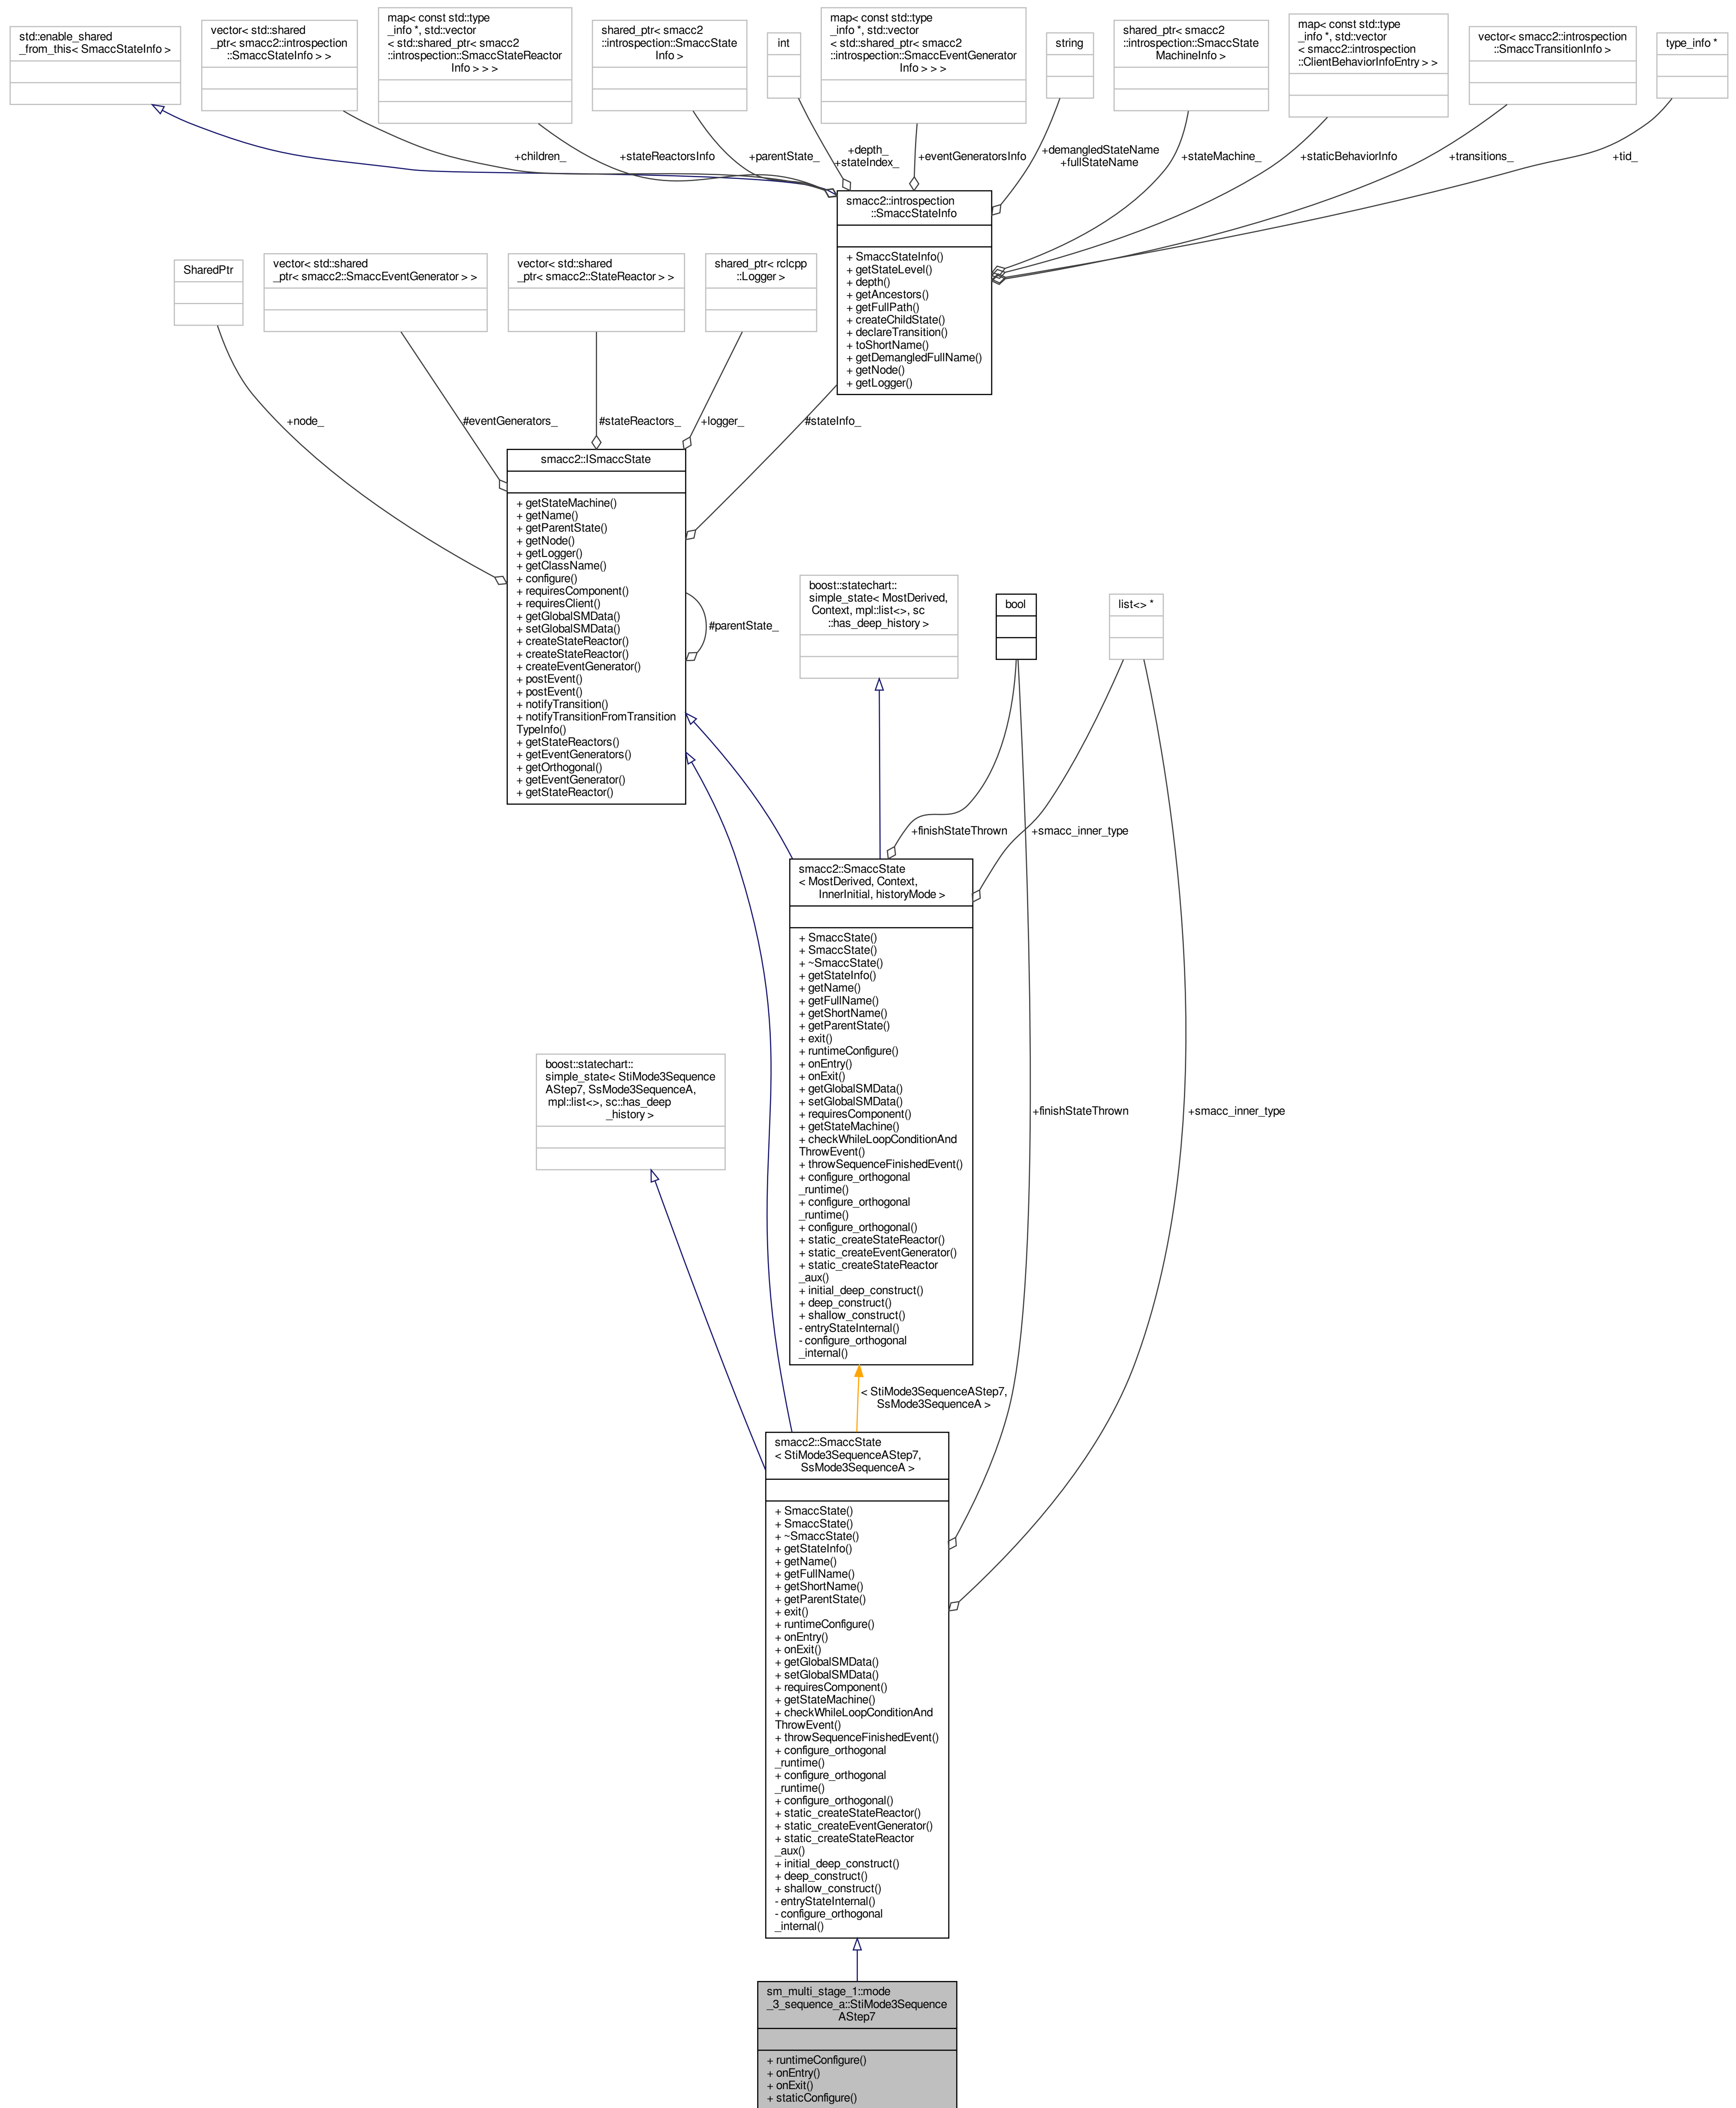 std::enable_shared
_from_this< SmaccStateInfo >
vector< std::shared
_ptr< smacc2::introspection
::SmaccStateInfo > >
map< const std::type
_info *, std::vector
< std::shared_ptr< smacc2
::introspection::SmaccStateReactor
Info > > >
shared_ptr< smacc2
::introspection::SmaccState
Info >
int
map< const std::type
_info *, std::vector
< std::shared_ptr< smacc2
::introspection::SmaccEventGenerator
Info > > >
string
shared_ptr< smacc2
::introspection::SmaccState
MachineInfo >
map< const std::type
_info *, std::vector
< smacc2::introspection
::ClientBehaviorInfoEntry > >
vector< smacc2::introspection
::SmaccTransitionInfo >
type_info *
+children_
+stateReactorsInfo
+parentState_
+depth_
+stateIndex_
+eventGeneratorsInfo
+demangledStateName
+fullStateName
+stateMachine_
+staticBehaviorInfo
+transitions_
+tid_
smacc2::introspection
::SmaccStateInfo
+ SmaccStateInfo()
+ getStateLevel()
+ depth()
+ getAncestors()
+ getFullPath()
+ createChildState()
+ declareTransition()
+ toShortName()
+ getDemangledFullName()
+ getNode()
+ getLogger()
SharedPtr
vector< std::shared
_ptr< smacc2::SmaccEventGenerator > >
vector< std::shared
_ptr< smacc2::StateReactor > >
shared_ptr< rclcpp
::Logger >
+node_
#eventGenerators_
#stateReactors_
+logger_
#stateInfo_
smacc2::ISmaccState
+ getStateMachine()
+ getName()
+ getParentState()
+ getNode()
+ getLogger()
+ getClassName()
+ configure()
+ requiresComponent()
+ requiresClient()
+ getGlobalSMData()
+ setGlobalSMData()
+ createStateReactor()
+ createStateReactor()
+ createEventGenerator()
+ postEvent()
+ postEvent()
+ notifyTransition()
+ notifyTransitionFromTransition
TypeInfo()
+ getStateReactors()
+ getEventGenerators()
+ getOrthogonal()
+ getEventGenerator()
+ getStateReactor()
#parentState_
boost::statechart::
simple_state< MostDerived,
Context, mpl::list<>, sc
::has_deep_history >
bool
list<> *
+finishStateThrown
+smacc_inner_type
smacc2::SmaccState
< MostDerived, Context,
InnerInitial, historyMode >
+ SmaccState()
+ SmaccState()
+ ~SmaccState()
+ getStateInfo()
+ getName()
+ getFullName()
+ getShortName()
+ getParentState()
+ exit()
+ runtimeConfigure()
+ onEntry()
+ onExit()
+ getGlobalSMData()
+ setGlobalSMData()
+ requiresComponent()
+ getStateMachine()
+ checkWhileLoopConditionAnd
ThrowEvent()
+ throwSequenceFinishedEvent()
+ configure_orthogonal
_runtime()
+ configure_orthogonal
_runtime()
+ configure_orthogonal()
+ static_createStateReactor()
+ static_createEventGenerator()
+ static_createStateReactor
_aux()
+ initial_deep_construct()
+ deep_construct()
+ shallow_construct()
- entryStateInternal()
- configure_orthogonal
_internal()
boost::statechart::
simple_state< StiMode3Sequence
AStep7, SsMode3SequenceA,
mpl::list<>, sc::has_deep
_history >
+finishStateThrown
+smacc_inner_type
< StiMode3SequenceAStep7,
SsMode3SequenceA >
smacc2::SmaccState
< StiMode3SequenceAStep7,
SsMode3SequenceA >
+ SmaccState()
+ SmaccState()
+ ~SmaccState()
+ getStateInfo()
+ getName()
+ getFullName()
+ getShortName()
+ getParentState()
+ exit()
+ runtimeConfigure()
+ onEntry()
+ onExit()
+ getGlobalSMData()
+ setGlobalSMData()
+ requiresComponent()
+ getStateMachine()
+ checkWhileLoopConditionAnd
ThrowEvent()
+ throwSequenceFinishedEvent()
+ configure_orthogonal
_runtime()
+ configure_orthogonal
_runtime()
+ configure_orthogonal()
+ static_createStateReactor()
+ static_createEventGenerator()
+ static_createStateReactor
_aux()
+ initial_deep_construct()
+ deep_construct()
+ shallow_construct()
- entryStateInternal()
- configure_orthogonal
_internal()
sm_multi_stage_1::mode
_3_sequence_a::StiMode3Sequence
AStep7
+ runtimeConfigure()
+ onEntry()
+ onExit()
+ staticConfigure()